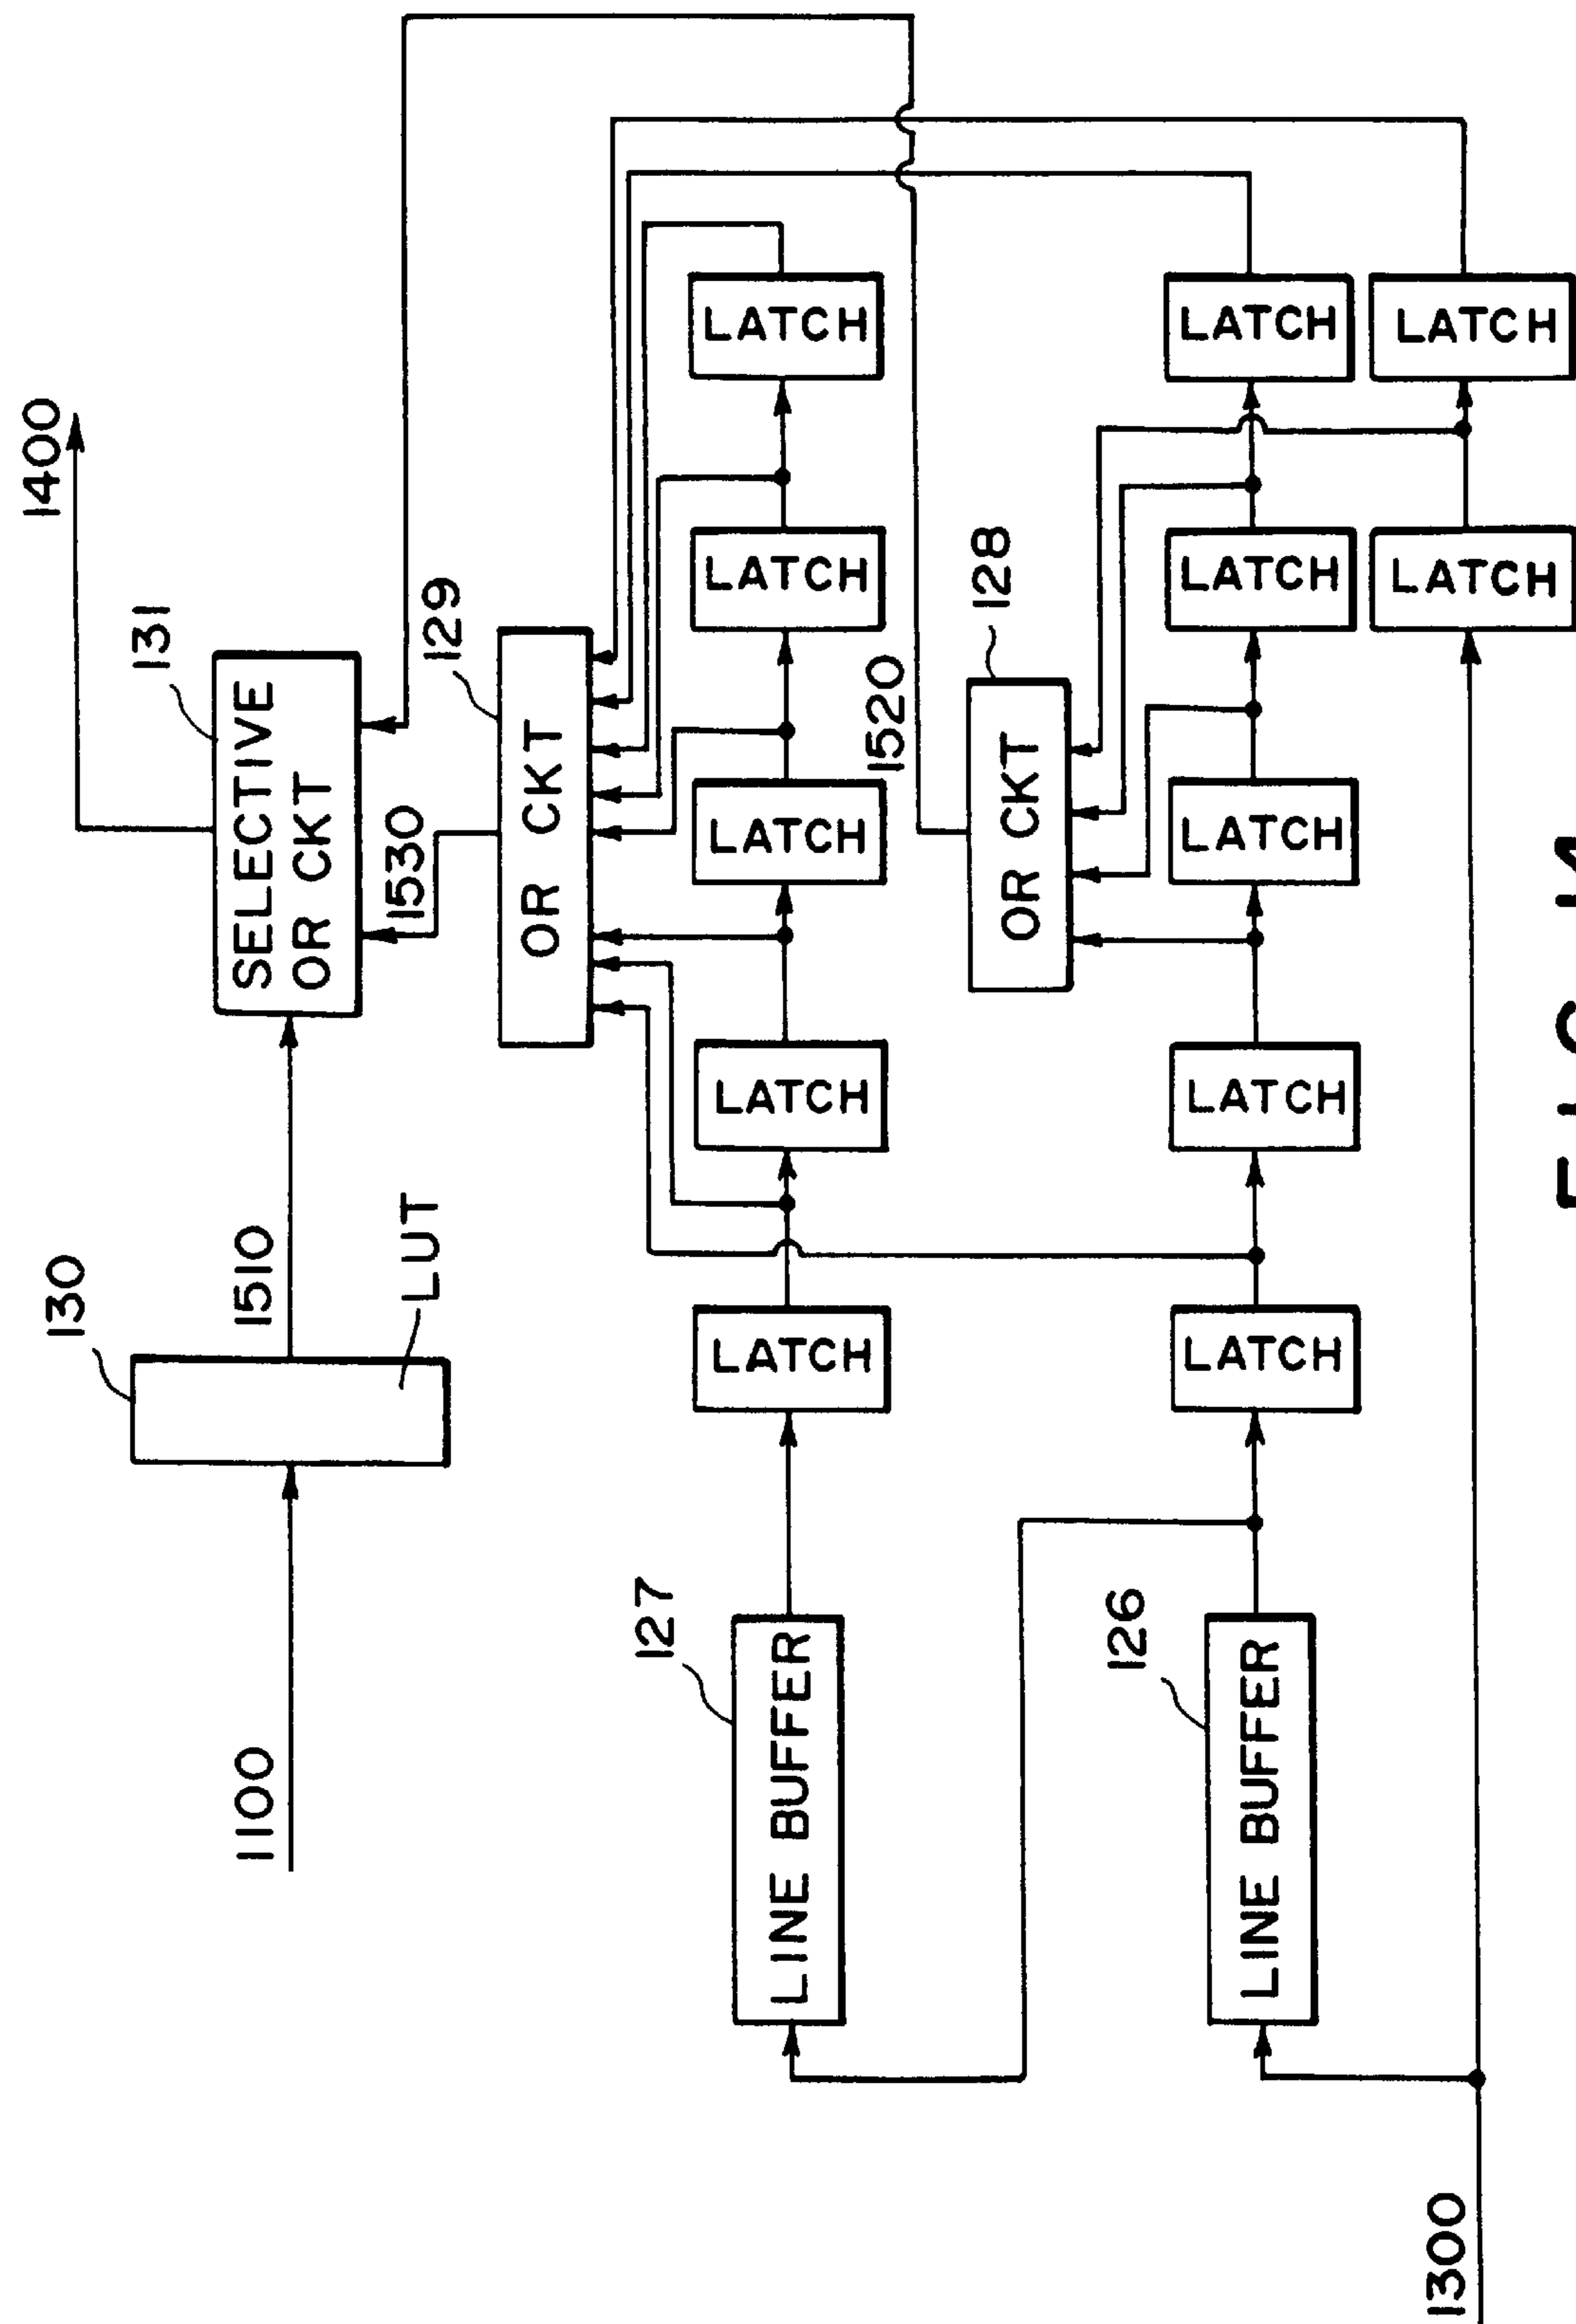 1400
131
SELECTIVE
OR CKT
1530
1510
130
LUT
1100
129
OR CKT
LATCH
LATCH
LATCH
LATCH
LATCH
127
LINE BUFFER
1520
128
OR CKT
LATCH
LATCH
LATCH
LATCH
LATCH
126
LINE BUFFER
LATCH
LATCH
1300